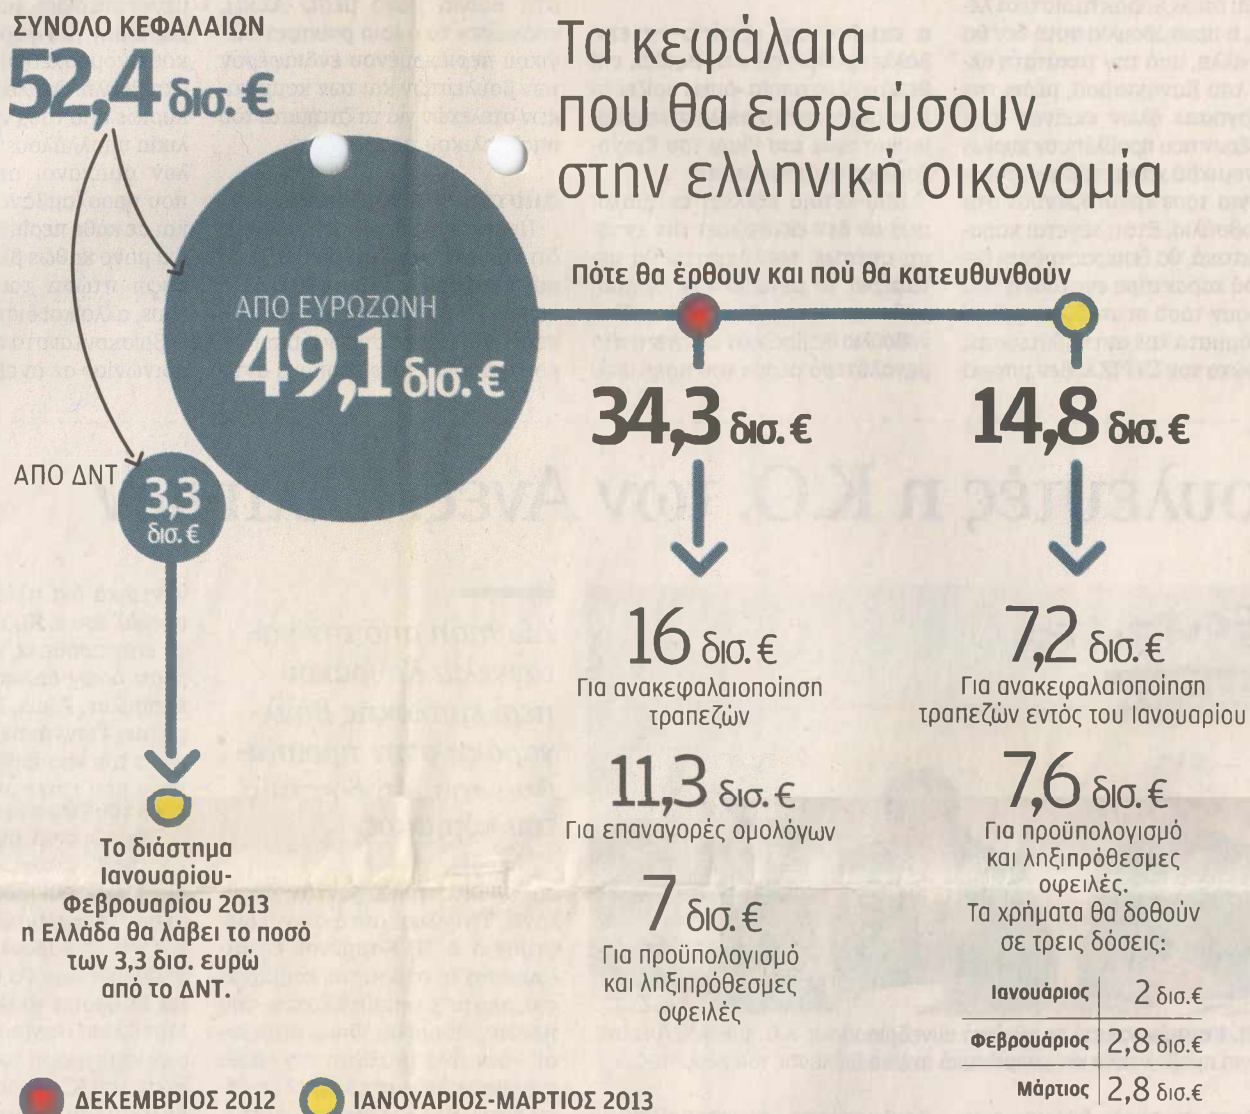 ΣΥΝΟΛΟ ΚΕΦΑΛΑΙΩΝ
52,4 δισ. €
Τα κεφάλαια
που θα εισρεύσουν
στην ελληνική οικονομία
ΑΠΟ ΕΥΡΩΖΩΝΗ
49,1 δισ. €
ΑΠΟ ΔΝΤ
3,3
δισ. €
Το διάστημα
Ιανουαρίου-
Φεβρουαρίου 2013
η Ελλάδα θα λάβει το ποσό
των 3,3 δισ. ευρώ
από το ΔΝΤ.
Πότε θα έρθουν και πού θα κατευθυνθούν
34,3 δισ. €
16 δισ. €
Για ανακεφαλαιοποίηση
τραπεζών
11,3 δισ. €
Για επαναγορές ομολόγων
7 δισ. €
Για προϋπολογισμό
και ληξιπρόθεσμες
οφειλές
14,8 δισ. €
7,2 δισ. €
Για ανακεφαλαιοποίηση
τραπεζών εντός του Ιανουαρίου
7,6 δισ. €
Για προϋπολογισμό
και ληξιπρόθεσμες
οφειλές.
Τα χρήματα θα δοθούν
σε τρεις δόσεις:
Ιανουάριος 2 δισ.€
Φεβρουάριος 2,8 δισ.€
Μάρτιος 2,8 δισ.€
ΔΕΚΕΜΒΡΙΟΣ 2012 ΙΑΝΟΥΑΡΙΟΣ-ΜΑΡΤΙΟΣ 2013